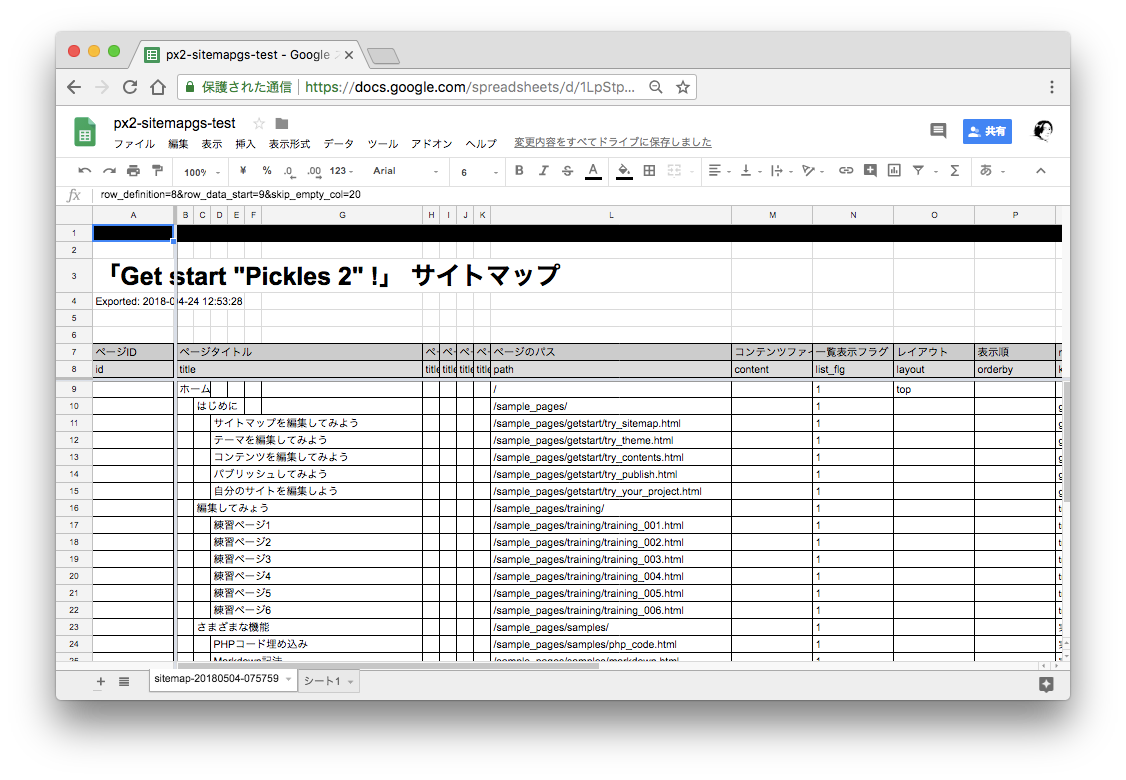 px2-sitemapgs-test - Google
保護された通信 https://docs.google.com/spreadsheets/d/1LpStp...
px2-sitemapgs-test
共有
ファイル 編集 表示 挿入 表示形式 データ ツール アドオン ヘルプ 変更内容をすべてドライブに保存しました
100% ¥ % .0 .00 123 Arial 6 B I S A Σ あ
fx row_definition=8&row_data_start=9&skip_empty_col=20
A B C D E F G H I J K L M N O P
1
2
3 「Get start "Pickles 2" !」 サイトマップ
4 Exported: 2018-04-24 12:53:28
5
6
7 ページID ページタイトル ペー ペー ペー ペー ページのパス コンテンツファイ 一覧表示フラグ レイアウト 表示順
8 id title title title title title path content list_flg layout orderby
9 ホーム / 1 top
10 はじめに /sample_pages/ 1
11 サイトマップを編集してみよう /sample_pages/getstart/try_sitemap.html 1
12 テーマを編集してみよう /sample_pages/getstart/try_theme.html 1
13 コンテンツを編集してみよう /sample_pages/getstart/try_contents.html 1
14 パブリッシュしてみよう /sample_pages/getstart/try_publish.html 1
15 自分のサイトを編集しよう /sample_pages/getstart/try_your_project.html 1
16 編集してみょう /sample_pages/training/ 1
17 練習ページ1 /sample_pages/training/training_001.html 1
18 練習ページ2 /sample_pages/training/training_002.html 1
19 練習ページ3 /sample_pages/training/training_003.html 1
20 練習ページ4 /sample_pages/training/training_004.html 1
21 練習ページ5 /sample_pages/training/training_005.html 1
22 練習ページ6 /sample_pages/training/training_006.html 1
23 さまざまな機能 /sample_pages/samples/ 1
24 PHPコード埋め込み /sample_pages/samples/php_code.html 1
25 Markdown記法 /sample_pages/samples/markdown.html 1
sitemap-20180504-075759 シート1